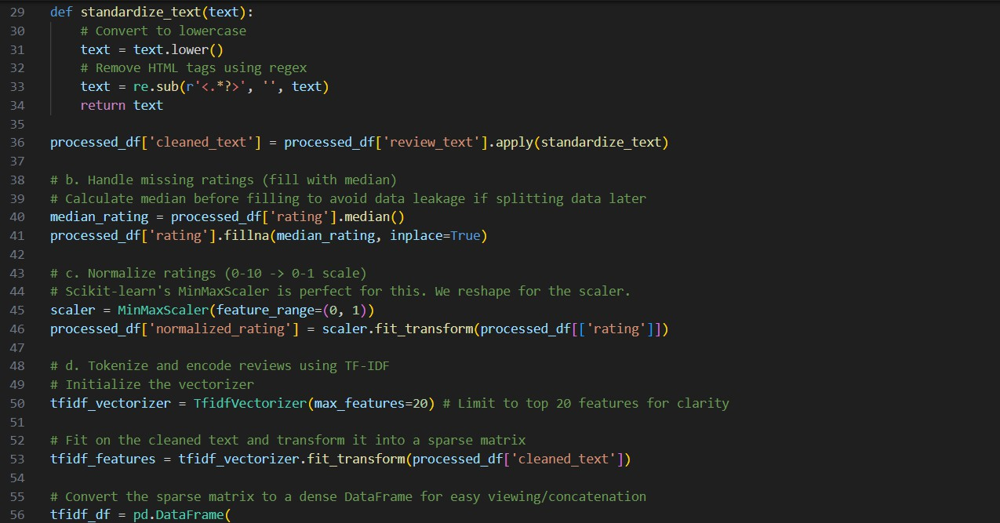 29 def standardize_text(text):
30     # Convert to lowercase
31     text = text.lower()
32     # Remove HTML tags using regex
33     text = re.sub(r'<.*?>', '', text)
34     return text
35
36 processed_df['cleaned_text'] = processed_df['review_text'].apply(standardize_text)
37
38 # b. Handle missing ratings (fill with median)
39 # Calculate median before filling to avoid data leakage if splitting data later
40 median_rating = processed_df['rating'].median()
41 processed_df['rating'].fillna(median_rating, inplace=True)
42
43 # c. Normalize ratings (0-10 -> 0-1 scale)
44 # Scikit-learn's MinMaxScaler is perfect for this. We reshape for the scaler.
45 scaler = MinMaxScaler(feature_range=(0, 1))
46 processed_df['normalized_rating'] = scaler.fit_transform(processed_df[['rating']])
47
48 # d. Tokenize and encode reviews using TF-IDF
49 # Initialize the vectorizer
50 tfidf_vectorizer = TfidfVectorizer(max_features=20) # Limit to top 20 features for clarity
51
52 # Fit on the cleaned text and transform it into a sparse matrix
53 tfidf_features = tfidf_vectorizer.fit_transform(processed_df['cleaned_text'])
54
55 # Convert the sparse matrix to a dense DataFrame for easy viewing/concatenation
56 tfidf_df = pd.DataFrame(